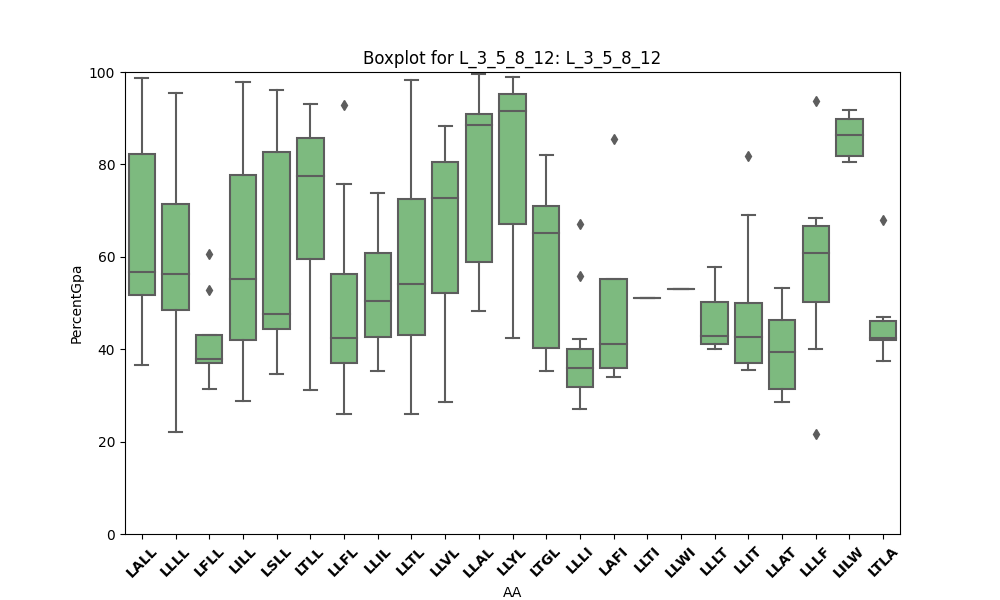 Boxplot for L_3_5_8_12: L_3_5_8_12
PercentGpa
100
80
60
40
20
0
LALL LLLL LFLL LILL LSLL LTLL LLFL LLIL LLTL LLVL LLAL LLYL LTGL LLLI LAFI LLTI LLWI LLLT LLIT LLAT LLLF LILW LTLA
AA